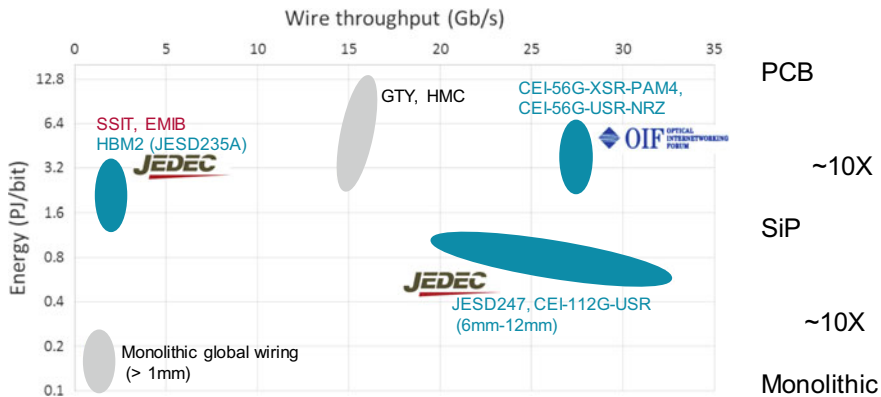 Wire throughput (Gb/s)
0 5 10 15 20 25 30 35
Energy (PJ/bit)
12.8
6.4
3.2
1.6
0.8
0.4
0.2
0.1
SSIT, EMIB
HBM2 (JESD235A)
JEDEC
GTY, HMC
CEI-56G-XSR-PAM4,
CEI-56G-USR-NRZ
OIF OPTICAL
INTERNETWORKING
FORUM
JEDEC
JESD247, CEI-112G-USR
(6mm-12mm)
Monolithic global wiring
(> 1mm)
PCB
~10X
SiP
~10X
Monolithic